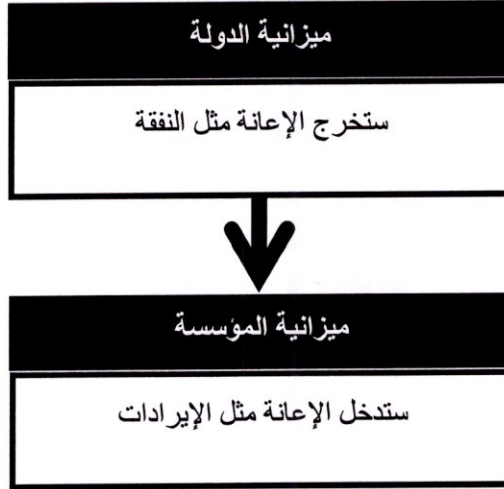 ميزانية الدولة
ستخرج الإعانة مثل النفقة
ميزانية المؤسسة
ستدخل الإعانة مثل الإيرادات